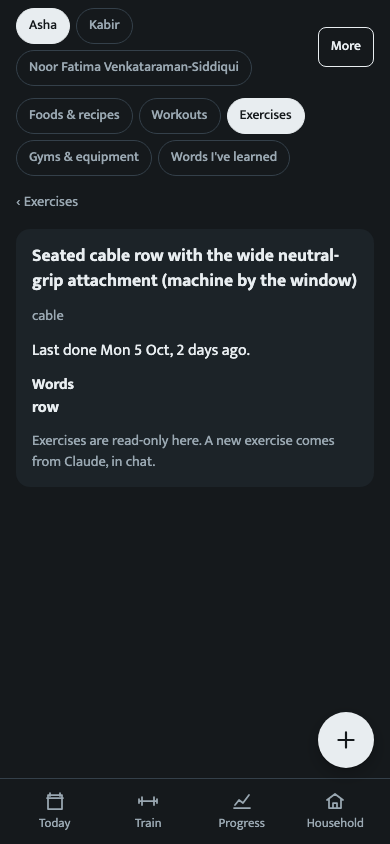 Asha
Kabir
More
Noor Fatima Venkataraman-Siddiqui
Foods & recipes
Workouts
Exercises
Gyms & equipment
Words I've learned
‹ Exercises
Seated cable row with the wide neutral-
grip attachment (machine by the window)
cable
Last done Mon 5 Oct, 2 days ago.
Words
row
Exercises are read-only here. A new exercise comes
from Claude, in chat.
Today
Train
Progress
Household